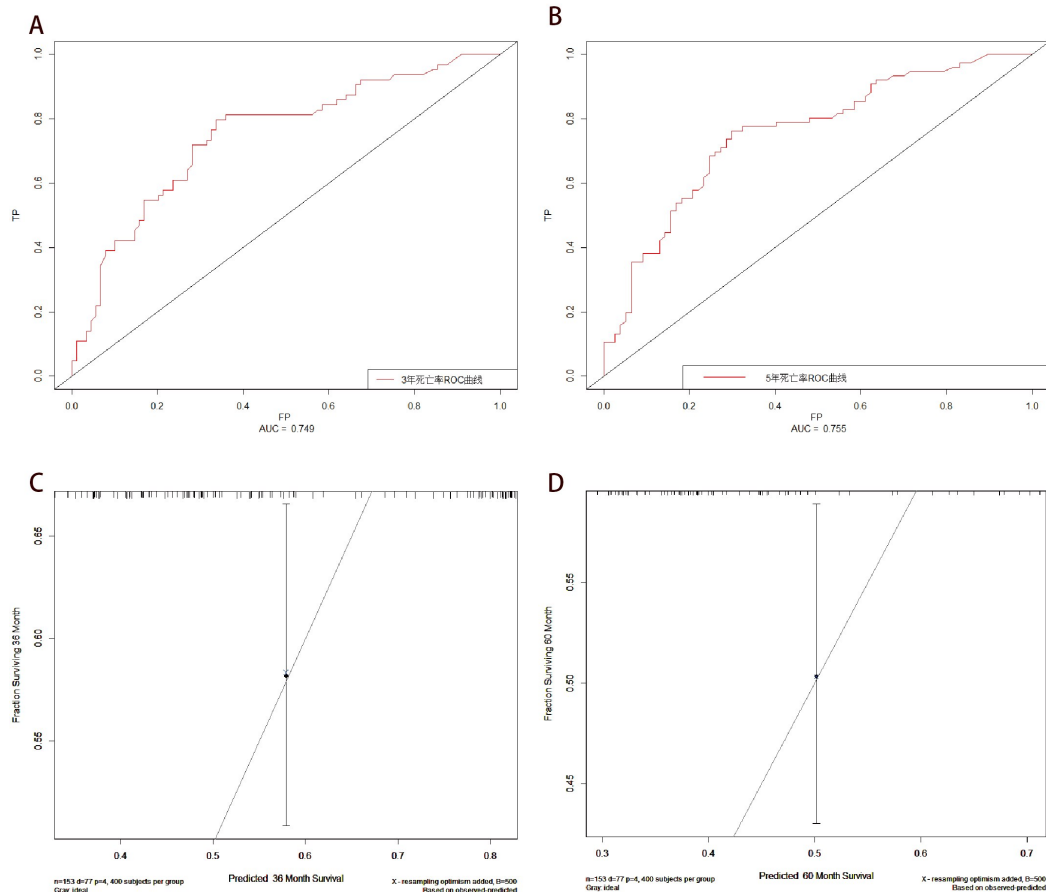 A
1.0
0.8
0.6
0.4
0.2
0.0
TP
3年死亡率ROC曲线
0.0 0.2 0.4 0.6 0.8 1.0
FP
AUC = 0.749
B
1.0
0.8
0.6
0.4
0.2
0.0
TP
5年死亡率ROC曲线
0.0 0.2 0.4 0.6 0.8 1.0
FP
AUC = 0.755
C
0.65
0.60
0.55
Fraction Surviving 36 Month
0.4 0.5 0.6 0.7 0.8
Predicted 36 Month Survival
n=153 d=77 p=4, 400 subjects per group
Gray: ideal
X - resampling optimism added, B=500
Based on observed-predicted
D
0.55
0.50
0.45
Fraction Surviving 60 Month
0.3 0.4 0.5 0.6 0.7
Predicted 60 Month Survival
n=153 d=77 p=4, 400 subjects per group
Gray: ideal
X - resampling optimism added, B=500
Based on observed-predicted